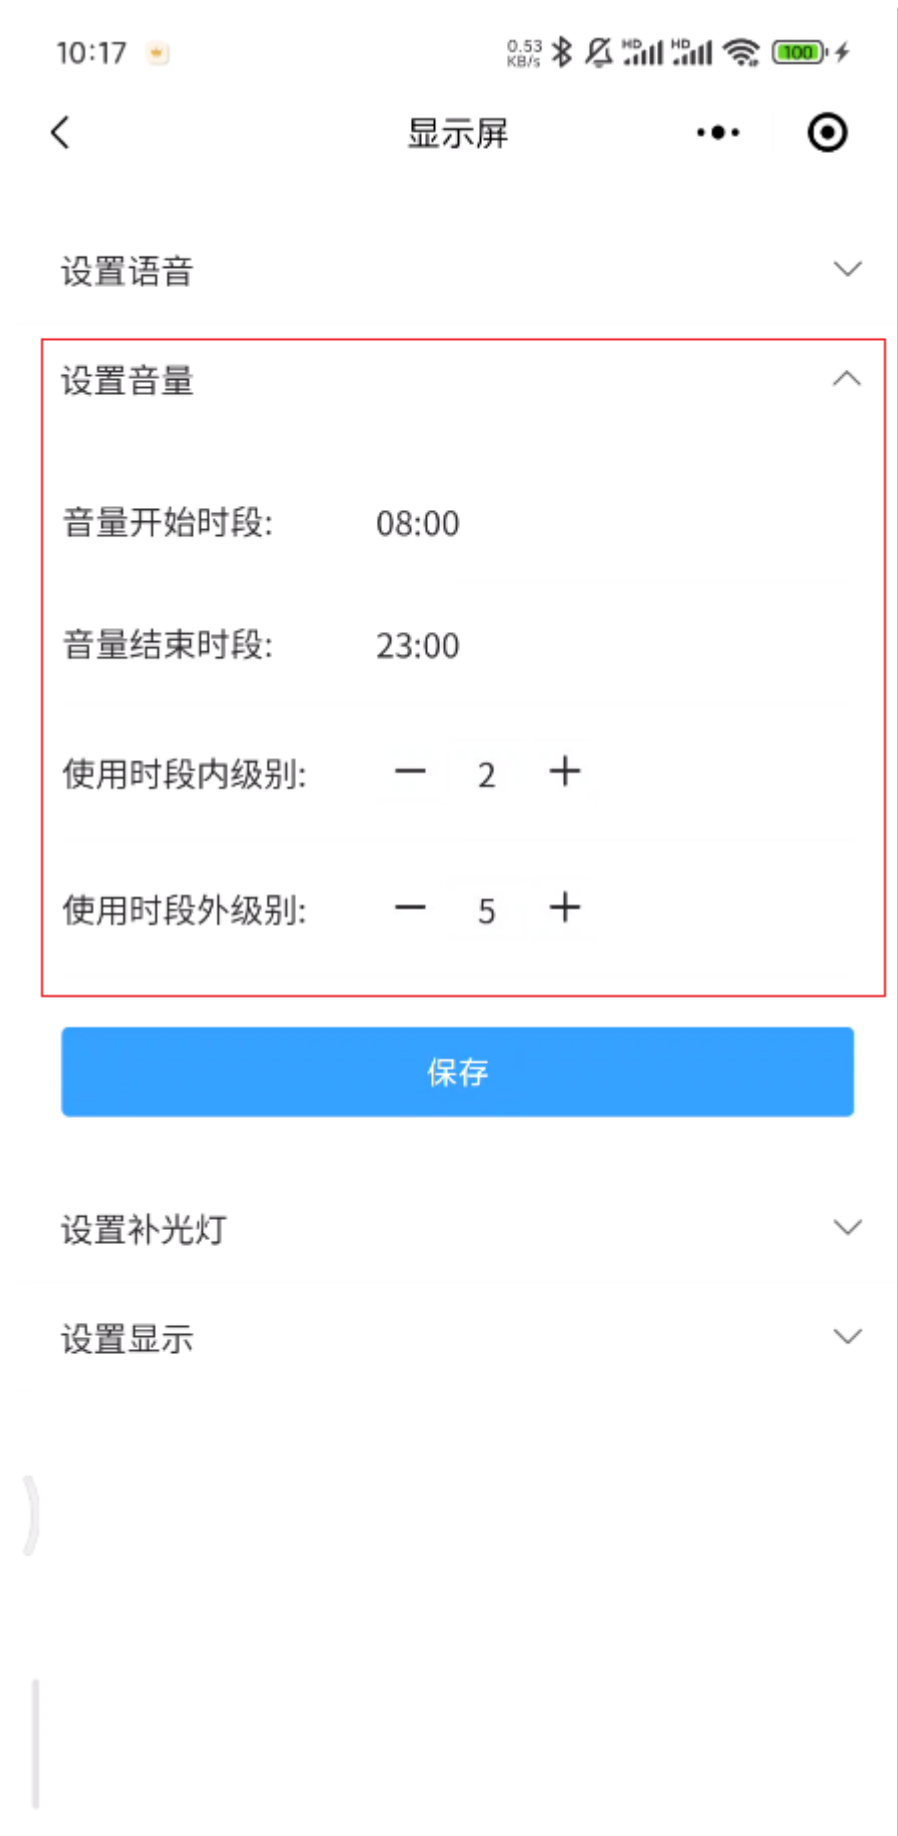 10:17
0.53
KB/s
HD
HD
100
显示屏
设置语音
设置音量
音量开始时段: 08:00
音量结束时段: 23:00
使用时段内级别: — 2 +
使用时段外级别: — 5 +
保存
设置补光灯
设置显示